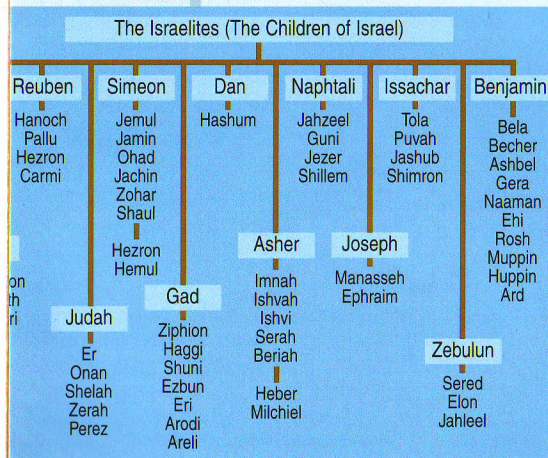 The Israelites (The Children of Israel)
Reuben
Hanoch
Pallu
Hezron
Carmi
Simeon
Jemul
Jamin
Ohad
Jachin
Zohar
Shaul
Hezron
Hemul
Dan
Hashum
Naphtali
Jahzeel
Guni
Jezer
Shillem
Issachar
Tola
Puvah
Jashub
Shimron
Benjamin
Bela
Becher
Ashbel
Gera
Naaman
Ehi
Rosh
Muppin
Huppin
Ard
on
th
ri
Judah
Er
Onan
Shelah
Zerah
Perez
Gad
Ziphion
Haggi
Shuni
Ezbun
Eri
Arodi
Areli
Asher
Imnah
Ishvah
Ishvi
Serah
Beriah
Heber
Milchiel
Joseph
Manasseh
Ephraim
Zebulun
Sered
Elon
Jahleel